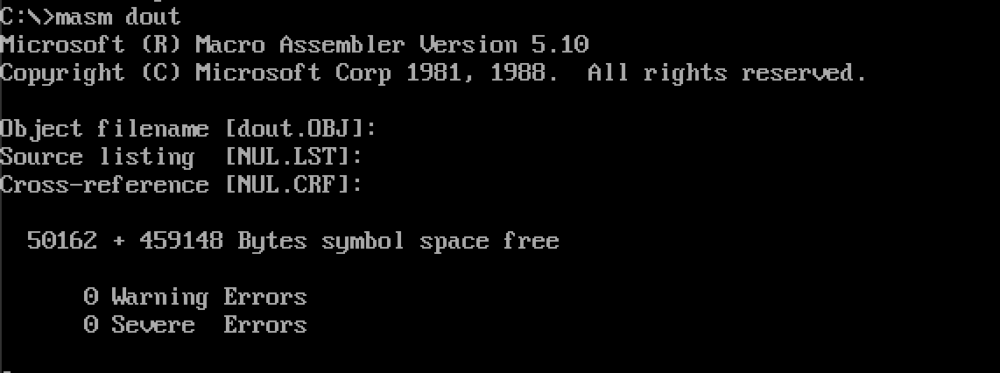 C:\>masm dout
Microsoft (R) Macro Assembler Version 5.10
Copyright (C) Microsoft Corp 1981, 1988.  All rights reserved.
Object filename [dout.OBJ]:
Source listing  [NUL.LST]:
Cross-reference [NUL.CRF]:
50162 + 459148 Bytes symbol space free
0 Warning Errors
0 Severe  Errors